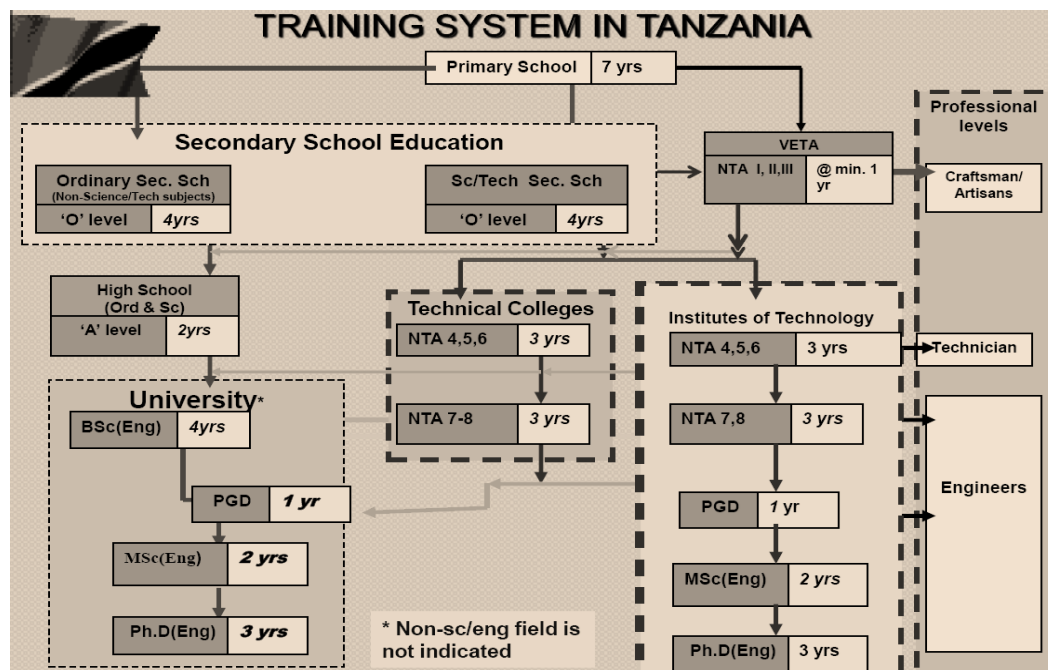 TRAINING SYSTEM IN TANZANIA
Primary School 7 yrs
Secondary School Education
Ordinary Sec. Sch
(Non-Science/Tech subjects)
'O' level 4yrs
Sc/Tech Sec. Sch
'O' level 4yrs
VETA
NTA I, II,III @ min. 1
yr
Professional
levels
Craftsman/
Artisans
High School
(Ord & Sc)
'A' level 2yrs
Technical Colleges
NTA 4,5,6 3 yrs
NTA 7-8 3 yrs
Institutes of Technology
NTA 4,5,6 3 yrs
NTA 7,8 3 yrs
PGD 1 yr
MSc(Eng) 2 yrs
Ph.D(Eng) 3 yrs
Technician
Engineers
University*
BSc(Eng) 4yrs
PGD 1 yr
MSc(Eng) 2 yrs
Ph.D(Eng) 3 yrs
* Non-sc/eng field is
not indicated